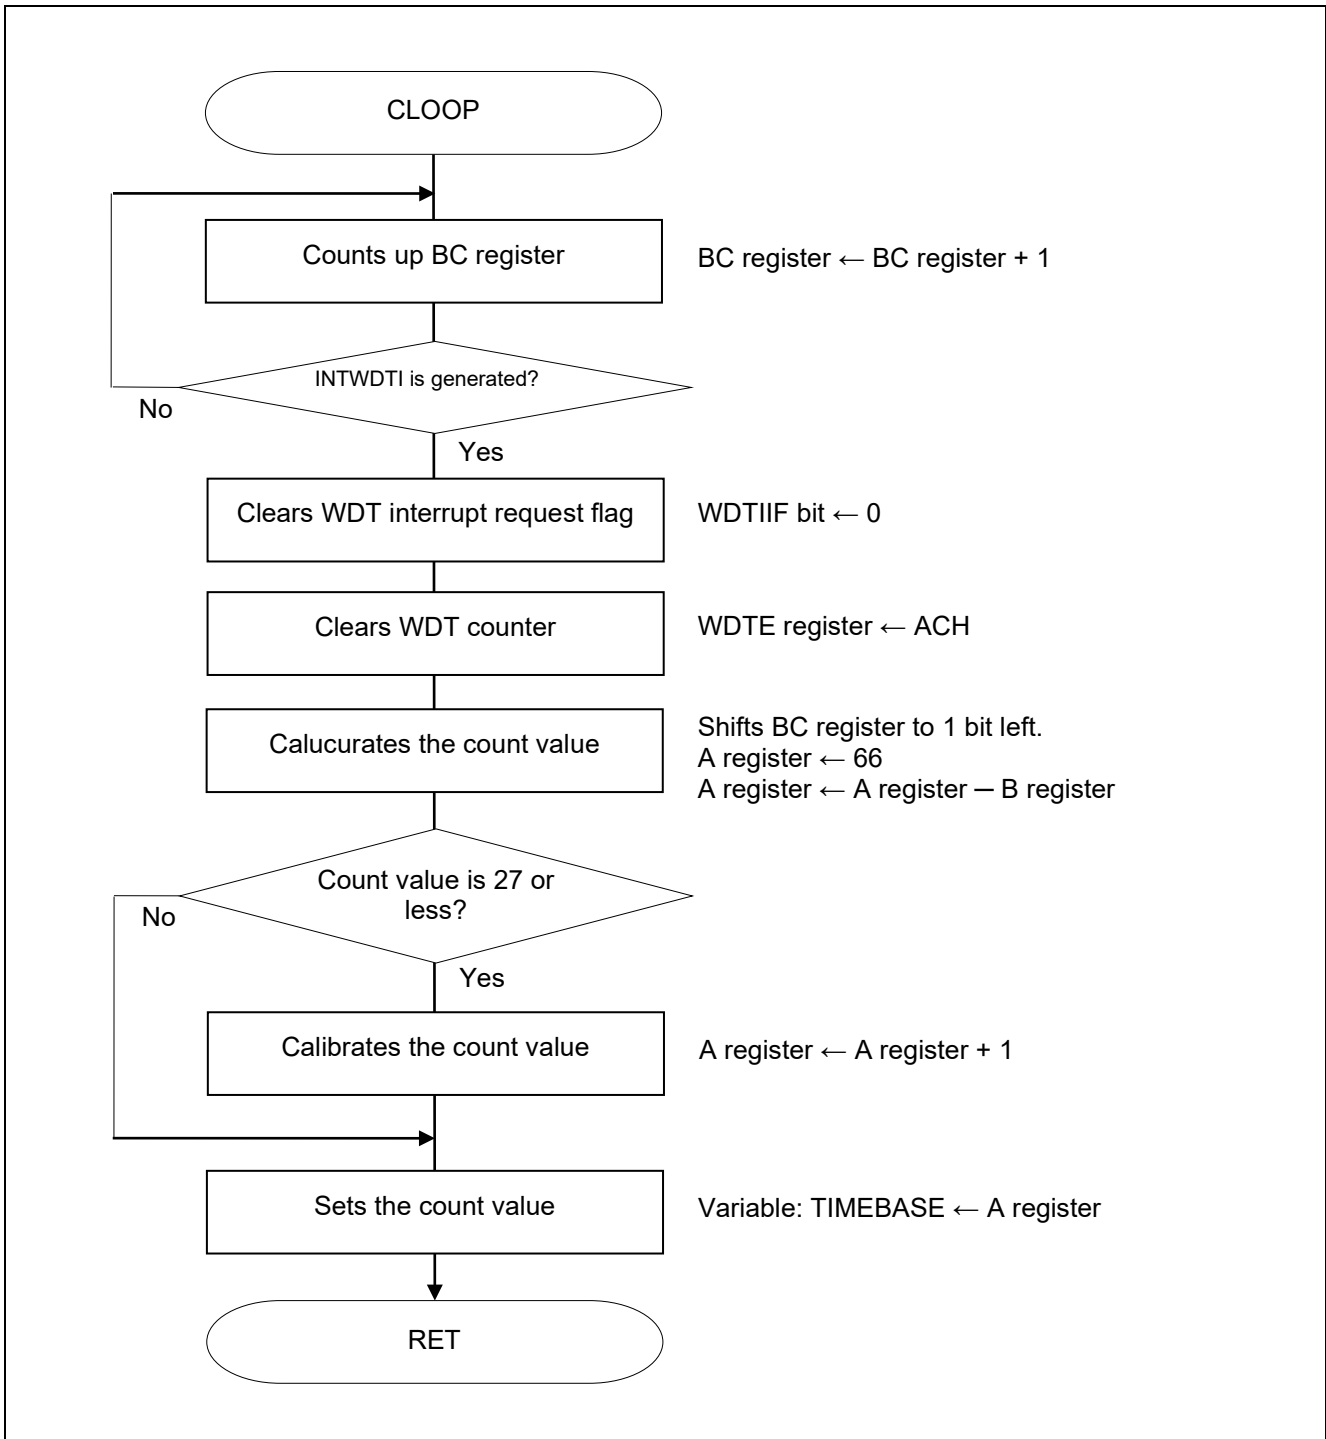 CLOOP
Counts up BC register
BC register ← BC register + 1
INTWDTI is generated?
No
Yes
Clears WDT interrupt request flag
WDTIIF bit ← 0
Clears WDT counter
WDTE register ← ACH
Calucurates the count value
Shifts BC register to 1 bit left.
A register ← 66
A register ← A register ─ B register
Count value is 27 or
less?
No
Yes
Calibrates the count value
A register ← A register + 1
Sets the count value
Variable: TIMEBASE ← A register
RET